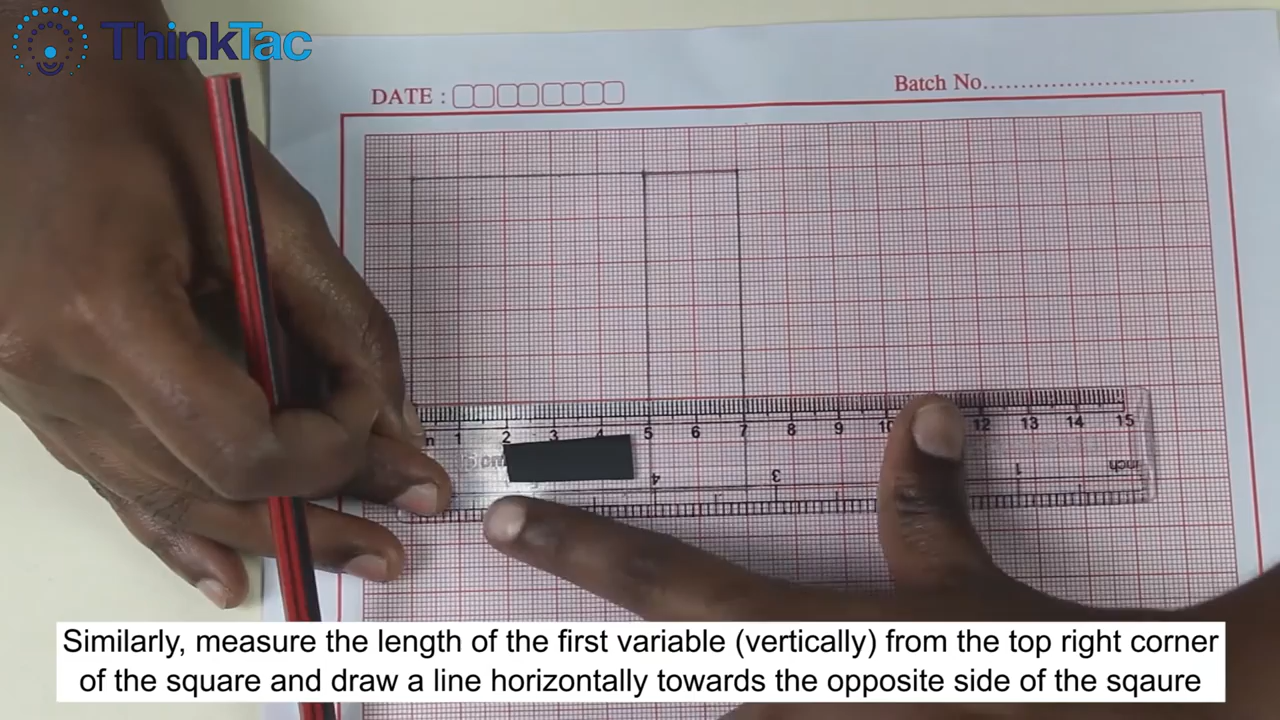 ThinkTac
DATE :
Batch No.
n 1 2 3 4 5 6 7 8 9 10 12 13 14 15
4 3 1 inch
Similarly, measure the length of the first variable (vertically) from the top right corner
of the square and draw a line horizontally towards the opposite side of the sqaure